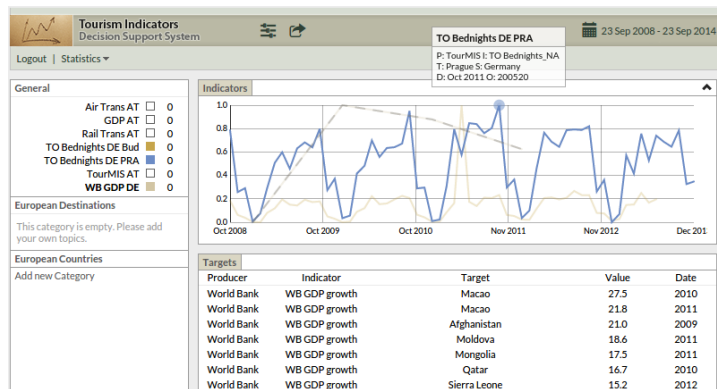 Tourism Indicators
Decision Support System
TO Bednights DE PRA
P: TourMIS I: TO Bednights_NA
T: Prague S: Germany
D: Oct 2011 O: 200520
23 Sep 2008 - 23 Sep 2014
Logout | Statistics
General
Air Trans AT 0
GDP AT 0
Rail Trans AT 0
TO Bednights DE Bud 0
TO Bednights DE PRA 0
TourMIS AT 0
WB GDP DE 0
European Destinations
This category is empty. Please add
your own topics.
European Countries
Add new Category
Indicators
1.0
0.8
0.6
0.4
0.2
0.0
Oct 2008 Oct 2009 Oct 2010 Nov 2011 Nov 2012 Dec 201
Targets
Producer Indicator Target Value Date
World Bank WB GDP growth Macao 27.5 2010
World Bank WB GDP growth Macao 21.8 2011
World Bank WB GDP growth Afghanistan 21.0 2009
World Bank WB GDP growth Moldova 18.6 2011
World Bank WB GDP growth Mongolia 17.5 2011
World Bank WB GDP growth Qatar 16.7 2010
World Bank WB GDP growth Sierra Leone 15.2 2012